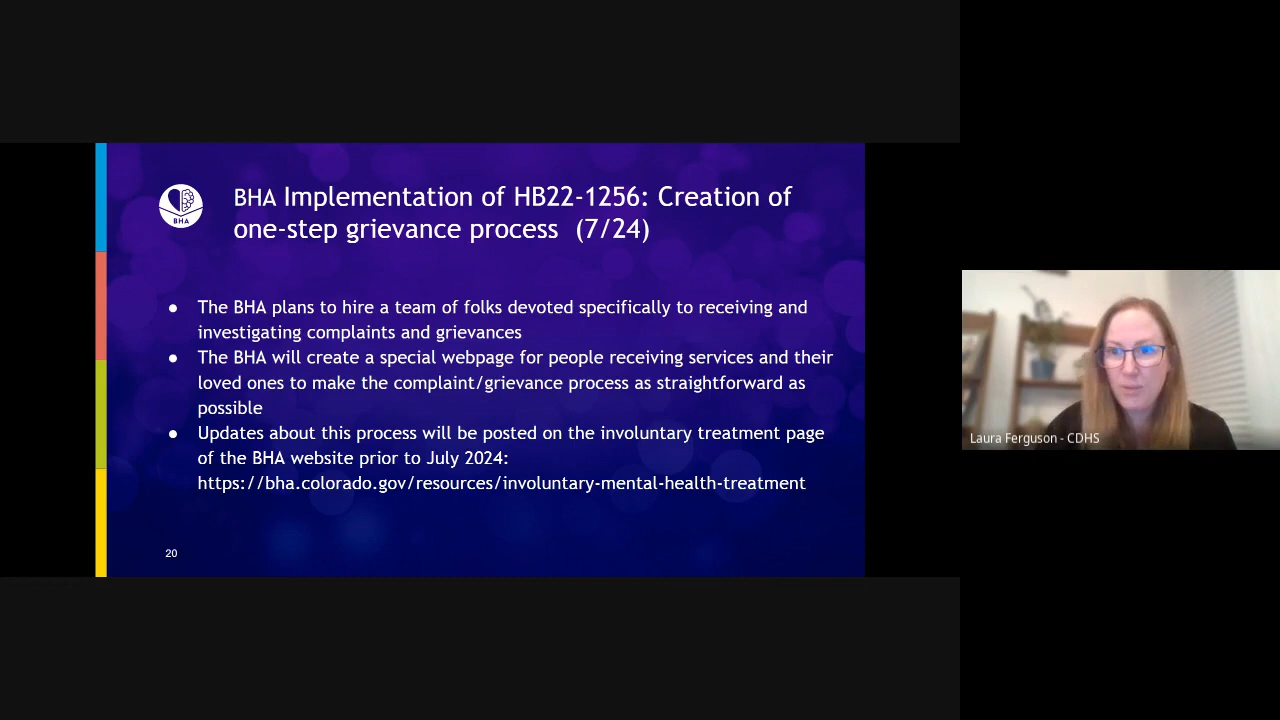 BHA Implementation of HB22-1256: Creation of
one-step grievance process (7/24)
BHA
● The BHA plans to hire a team of folks devoted specifically to receiving and
investigating complaints and grievances
● The BHA will create a special webpage for people receiving services and their
loved ones to make the complaint/grievance process as straightforward as
possible
● Updates about this process will be posted on the involuntary treatment page
of the BHA website prior to July 2024:
https://bha.colorado.gov/resources/involuntary-mental-health-treatment
20
Laura Ferguson - CDHS